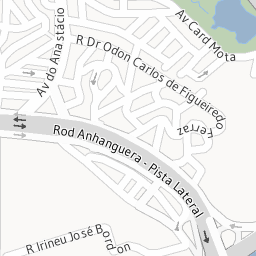 Av Card Mota
R Dr Odon Carlos de Figueiredo
Ferraz
Av do Anastácio
Rod Anhanguera - Pista Lateral
R Irineu José Bordon